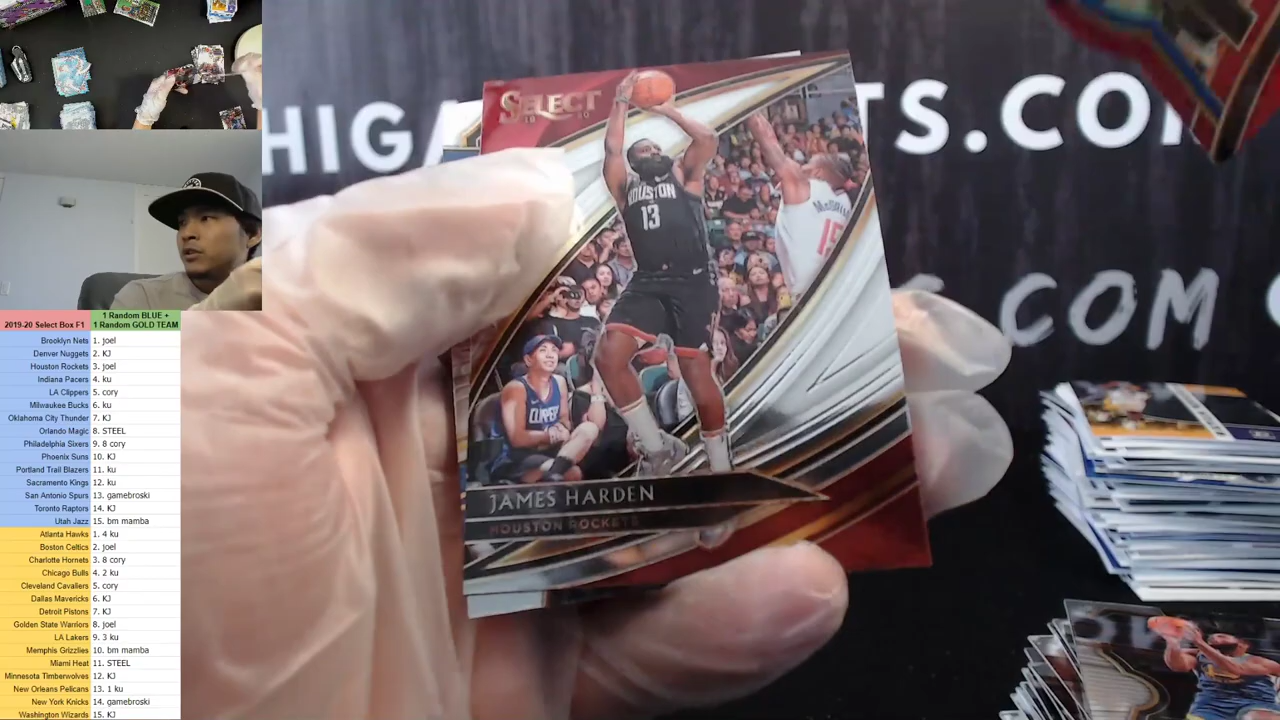 HIGA
TS.COM
COM
SELECT
19 20
HOUSTON
13
15
CLIPPERS
JAMES HARDEN
HOUSTON ROCKETS
2019-20 Select Box F1
1 Random BLUE +
1 Random GOLD TEAM
Brooklyn Nets 1. joel
Denver Nuggets 2. KJ
Houston Rockets 3. joel
Indiana Pacers 4. ku
LA Clippers 5. cory
Milwaukee Bucks 6. ku
Oklahoma City Thunder 7. KJ
Orlando Magic 8. STEEL
Philadelphia Sixers 9. 8 cory
Phoenix Suns 10. KJ
Portland Trail Blazers 11. ku
Sacramento Kings 12. ku
San Antonio Spurs 13. gamebroski
Toronto Raptors 14. KJ
Utah Jazz 15. bm mamba
Atlanta Hawks 1. 4 ku
Boston Celtics 2. joel
Charlotte Hornets 3. 8 cory
Chicago Bulls 4. 2 ku
Cleveland Cavaliers 5. cory
Dallas Mavericks 6. KJ
Detroit Pistons 7. KJ
Golden State Warriors 8. joel
LA Lakers 9. 3 ku
Memphis Grizzlies 10. bm mamba
Miami Heat 11. STEEL
Minnesota Timberwolves 12. KJ
New Orleans Pelicans 13. 1 ku
New York Knicks 14. gamebroski
Washington Wizards 15. KJ